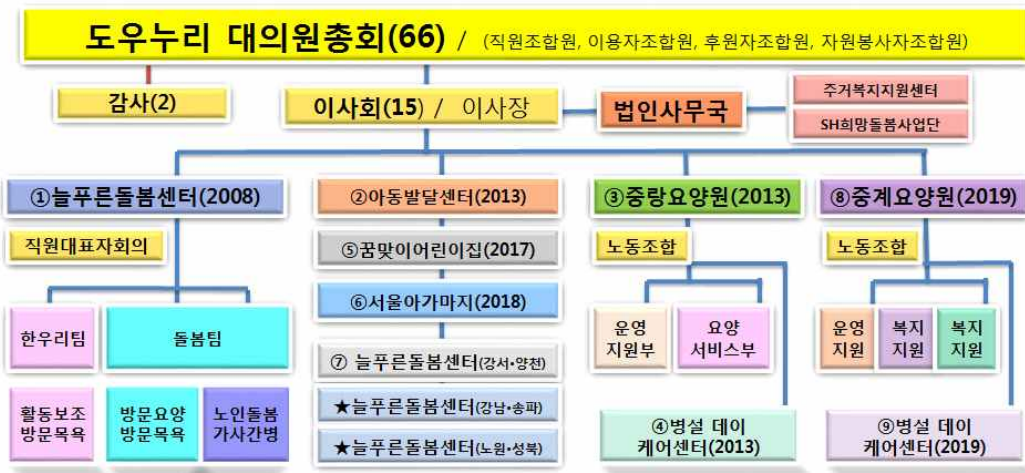 도우누리 대의원총회(66) / (직원조합원, 이용자조합원, 후원자조합원, 자원봉사자조합원)
감사(2)
이사회(15) / 이사장
법인사무국
주거복지지원센터
SH희망돌봄사업단
①늘푸른돌봄센터(2008)
②아동발달센터(2013)
③중랑요양원(2013)
⑧중계요양원(2019)
직원대표자회의
⑤꿈맞이어린이집(2017)
노동조합
노동조합
⑥서울아가마지(2018)
한우리팀
돌봄팀
운영
지원부
요양
서비스부
운영
지원
복지
지원
복지
지원
⑦ 늘푸른돌봄센터(강서•양천)
활동보조
방문목욕
방문요양
방문목욕
노인돌봄
가사간병
★늘푸른돌봄센터(강남•송파)
★늘푸른돌봄센터(노원•성북)
④병설 데이
케어센터(2013)
⑨병설 데이
케어센터(2019)